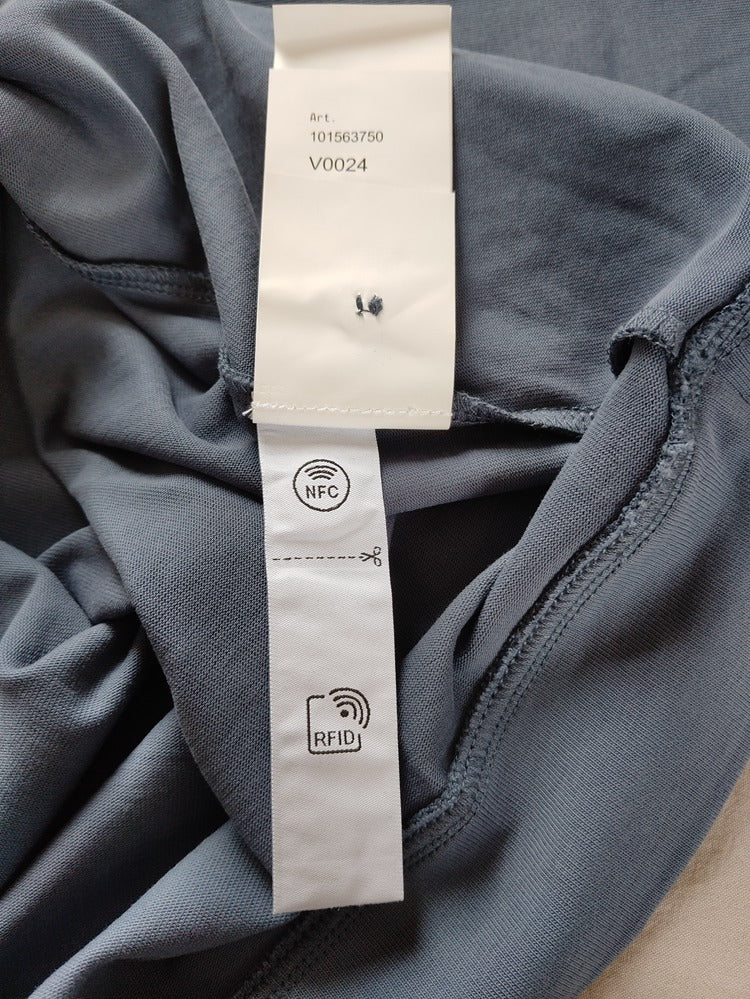 Art.
101563750
V0024
NFC
RFID